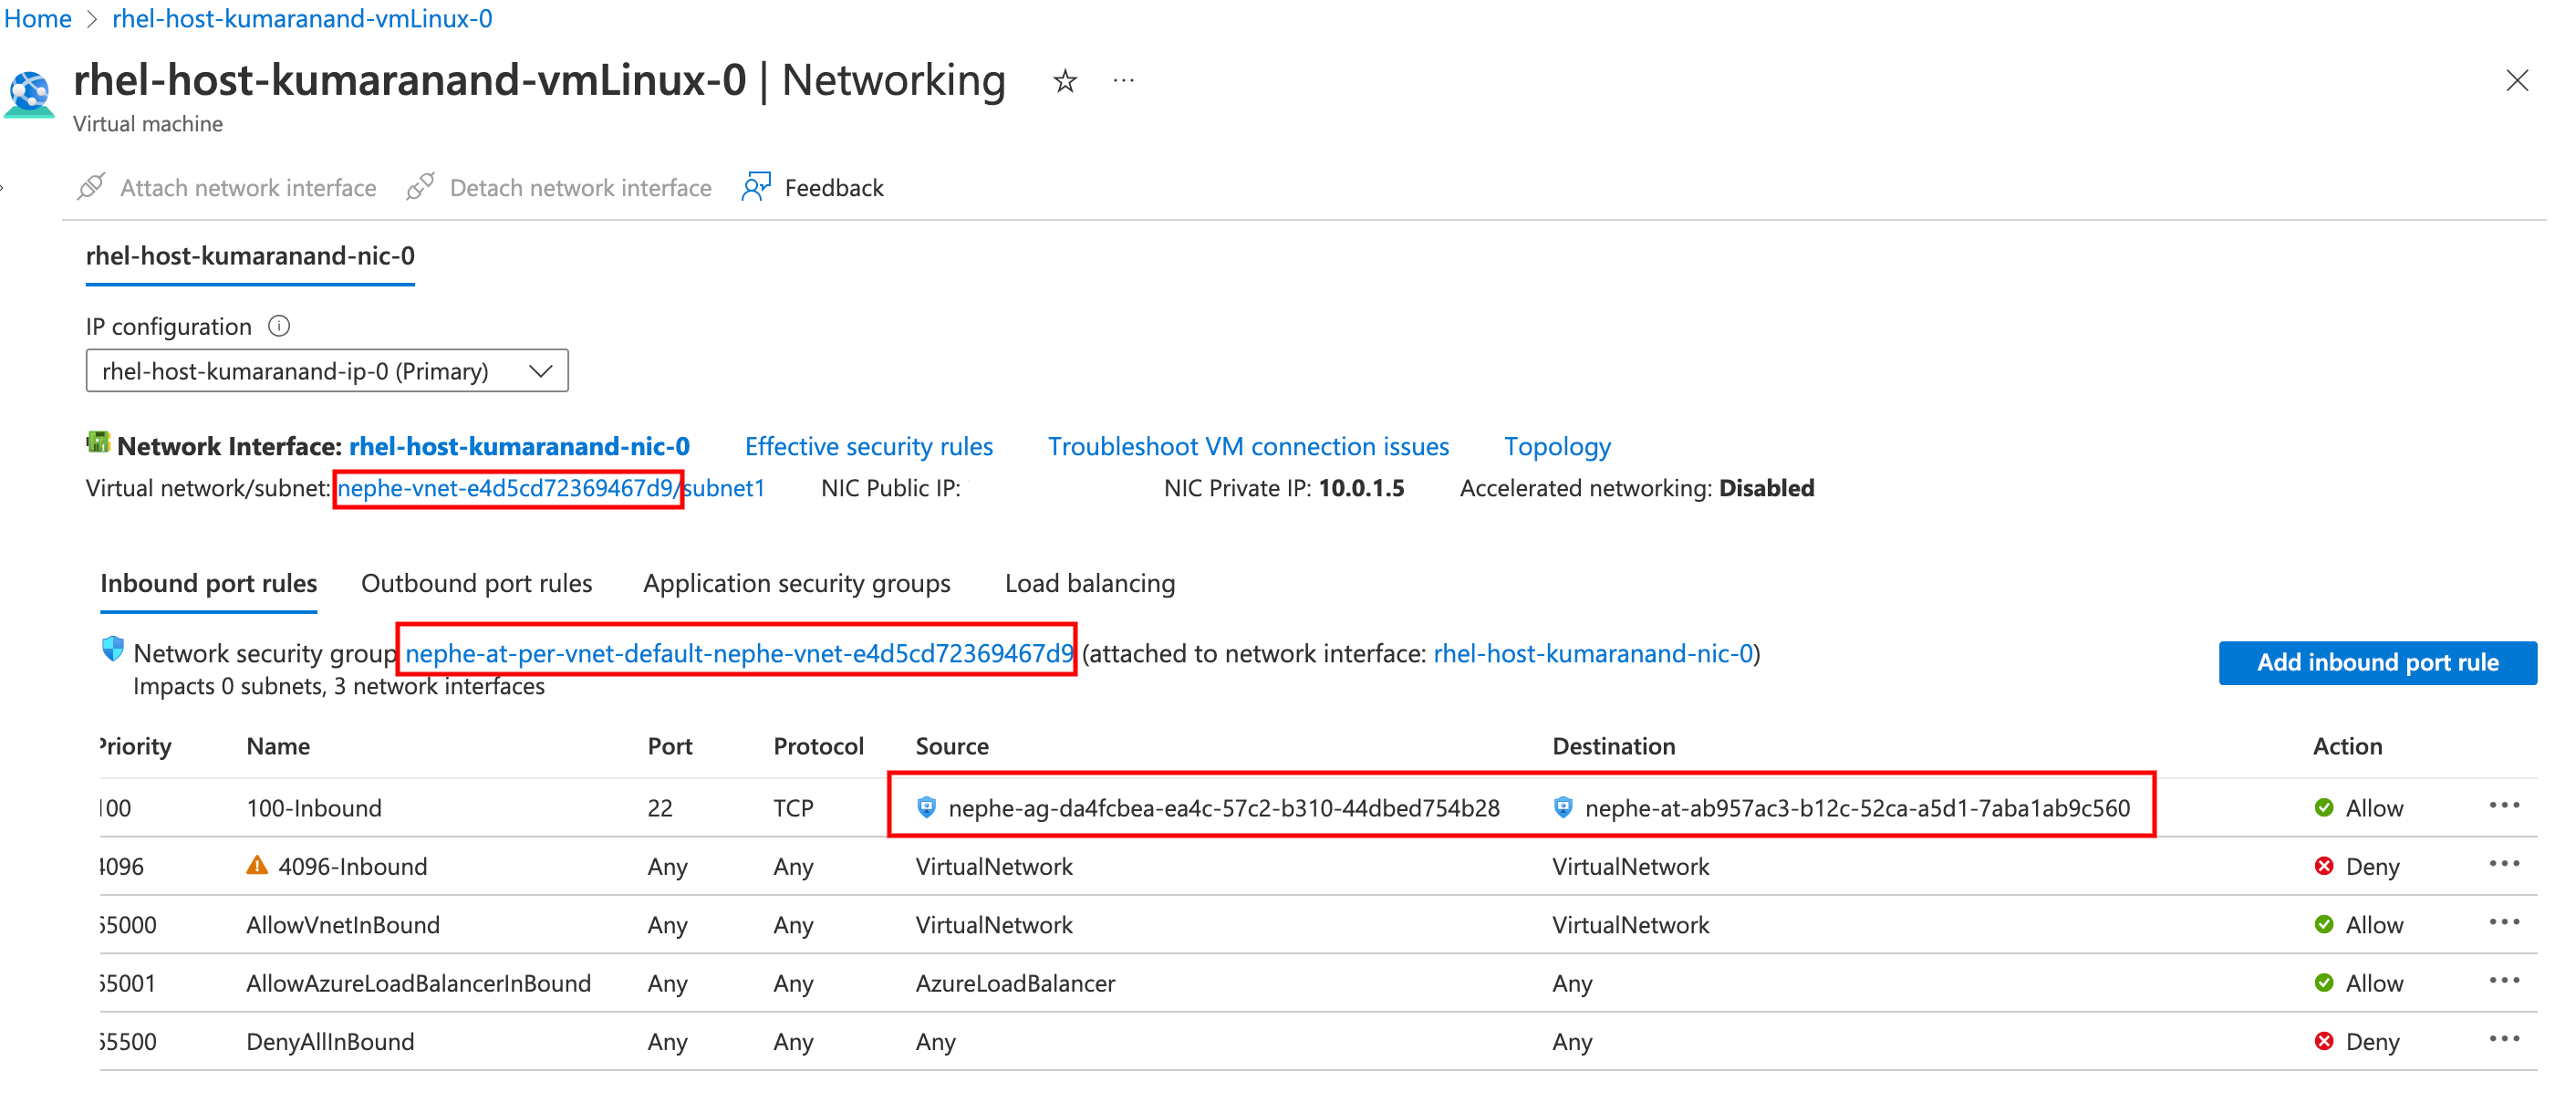 Home > rhel-host-kumaranand-vmLinux-0
rhel-host-kumaranand-vmLinux-0 | Networking ☆ ...
Virtual machine
Attach network interface Detach network interface Feedback
rhel-host-kumaranand-nic-0
IP configuration
rhel-host-kumaranand-ip-0 (Primary)
Network Interface: rhel-host-kumaranand-nic-0 Effective security rules Troubleshoot VM connection issues Topology
Virtual network/subnet: nephe-vnet-e4d5cd72369467d9/subnet1 NIC Public IP: NIC Private IP: 10.0.1.5 Accelerated networking: Disabled
Inbound port rules Outbound port rules Application security groups Load balancing
Network security group nephe-at-per-vnet-default-nephe-vnet-e4d5cd72369467d9 (attached to network interface: rhel-host-kumaranand-nic-0)
Impacts 0 subnets, 3 network interfaces
Add inbound port rule
Priority Name Port Protocol Source Destination Action
100 100-Inbound 22 TCP nephe-ag-da4fcbea-ea4c-57c2-b310-44dbed754b28 nephe-at-ab957ac3-b12c-52ca-a5d1-7aba1ab9c560 Allow ...
4096 4096-Inbound Any Any VirtualNetwork VirtualNetwork Deny ...
65000 AllowVnetInBound Any Any VirtualNetwork VirtualNetwork Allow ...
65001 AllowAzureLoadBalancerInBound Any Any AzureLoadBalancer Any Allow ...
65500 DenyAllInBound Any Any Any Any Deny ...